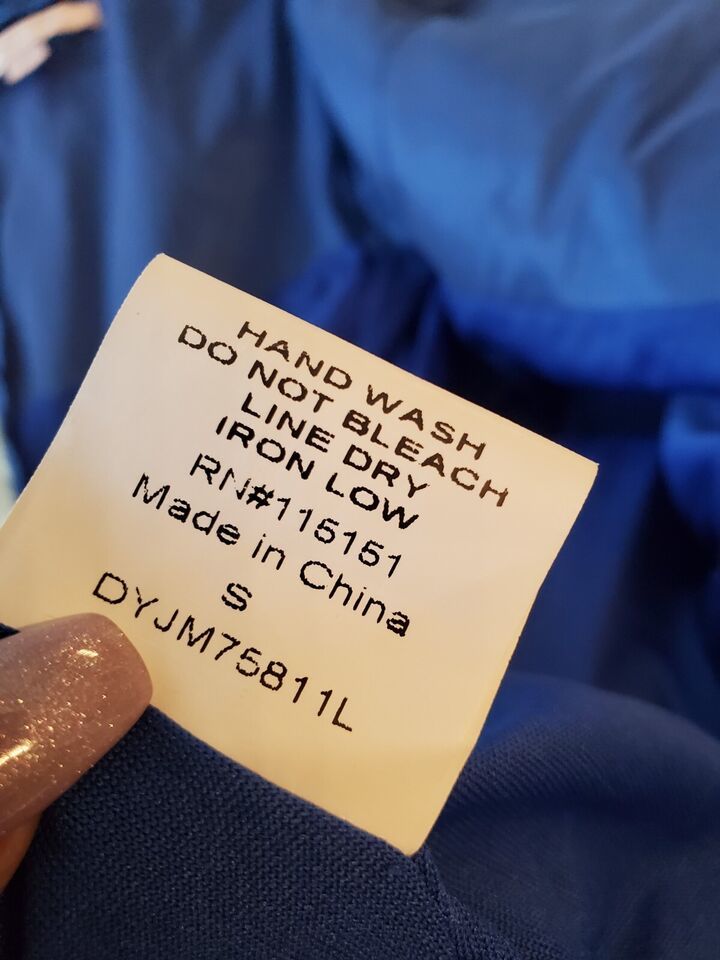 HAND WASH
DO NOT BLEACH
LINE DRY
IRON LOW
RN#115151
Made in China
S
DYJM75811L